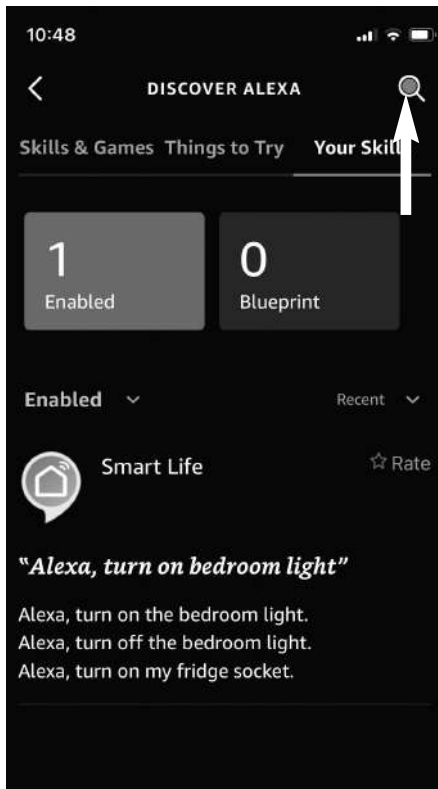 10:48
DISCOVER ALEXA
Skills & Games Things to Try Your Skill
1
Enabled
0
Blueprint
Enabled
Recent
Smart Life
Rate
“Alexa, turn on bedroom light”
Alexa, turn on the bedroom light.
Alexa, turn off the bedroom light.
Alexa, turn on my fridge socket.